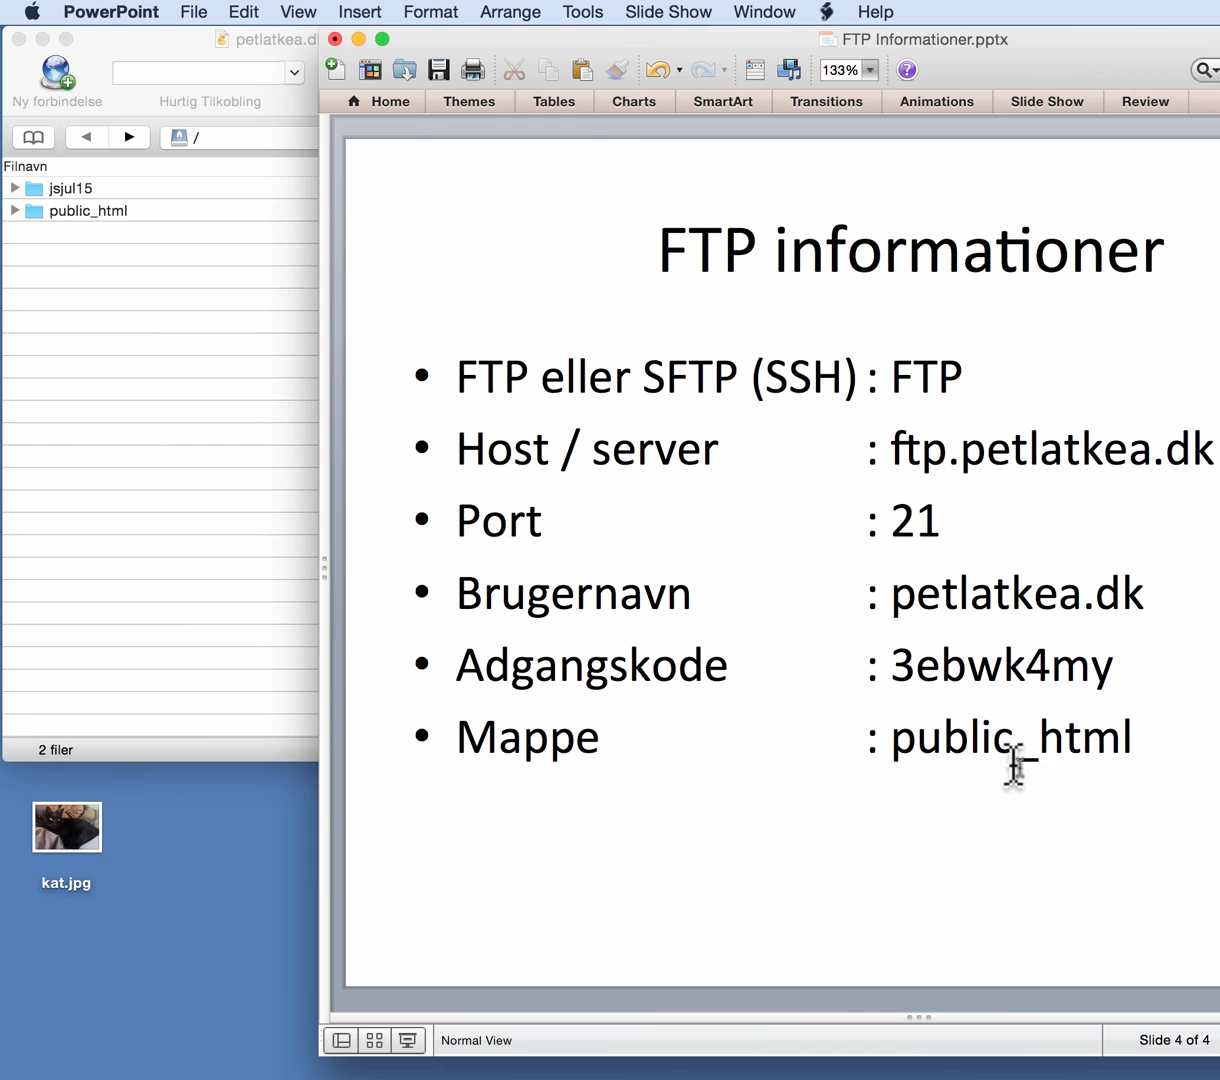 PowerPoint File Edit View Insert Format Arrange Tools Slide Show Window Help
petlatkea.d
FTP Informationer.pptx
133%
Ny forbindelse Hurtig Tilkobling
Home Themes Tables Charts SmartArt Transitions Animations Slide Show Review
/
Filnavn
jsjul15
public_html
FTP informationer
• FTP eller SFTP (SSH) : FTP
• Host / server : ftp.petlatkea.dk
• Port : 21
• Brugernavn : petlatkea.dk
• Adgangskode : 3ebwk4my
• Mappe : public_html
2 filer
kat.jpg
Normal View
Slide 4 of 4